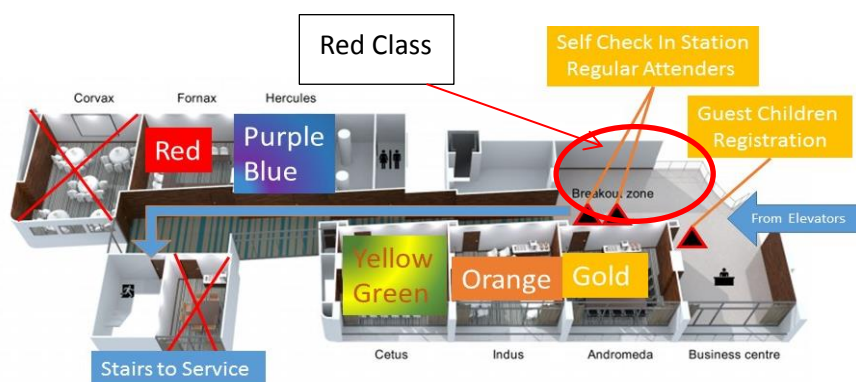 Red Class
Self Check In Station
Regular Attenders
Guest Children
Registration
Corvax
Fornax
Hercules
Red
Purple
Blue
Breakout zone
From Elevators
Yellow
Green
Orange
Gold
Stairs to Service
Cetus
Indus
Andromeda
Business centre